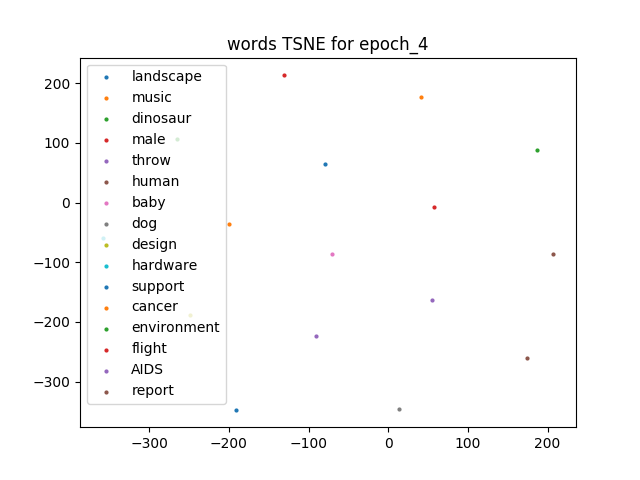 words TSNE for epoch_4
200
100
0
−100
−200
−300
landscape
music
dinosaur
male
throw
human
baby
dog
design
hardware
support
cancer
environment
flight
AIDS
report
−300
−200
−100
0
100
200